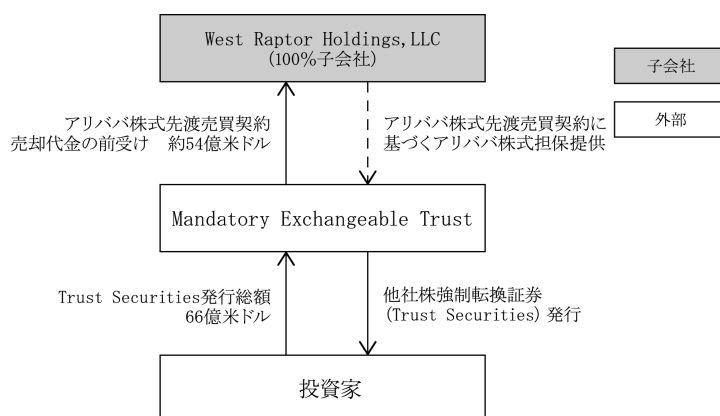 West Raptor Holdings,LLC
(100%子会社)
子会社
外部
アリババ株式先渡売買契約
売却代金の前受け　約54億米ドル
アリババ株式先渡売買契約に
基づくアリババ株式担保提供
Mandatory Exchangeable Trust
Trust Securities発行総額
66億米ドル
他社株強制転換証券
(Trust Securities) 発行
投資家